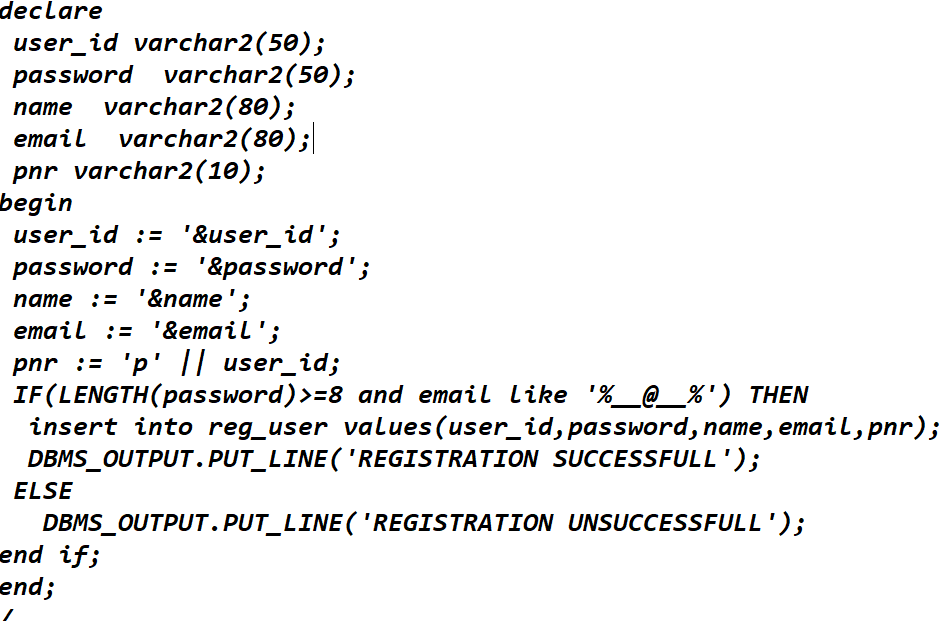 declare
user_id varchar2(50);
password  varchar2(50);
name  varchar2(80);
email  varchar2(80);
pnr varchar2(10);
begin
user_id := '&user_id';
password := '&password';
name := '&name';
email := '&email';
pnr := 'p' || user_id;
IF(LENGTH(password)>=8 and email like '%__@__%') THEN
insert into reg_user values(user_id,password,name,email,pnr);
DBMS_OUTPUT.PUT_LINE('REGISTRATION SUCCESSFULL');
ELSE
DBMS_OUTPUT.PUT_LINE('REGISTRATION UNSUCCESSFULL');
end if;
end;
/